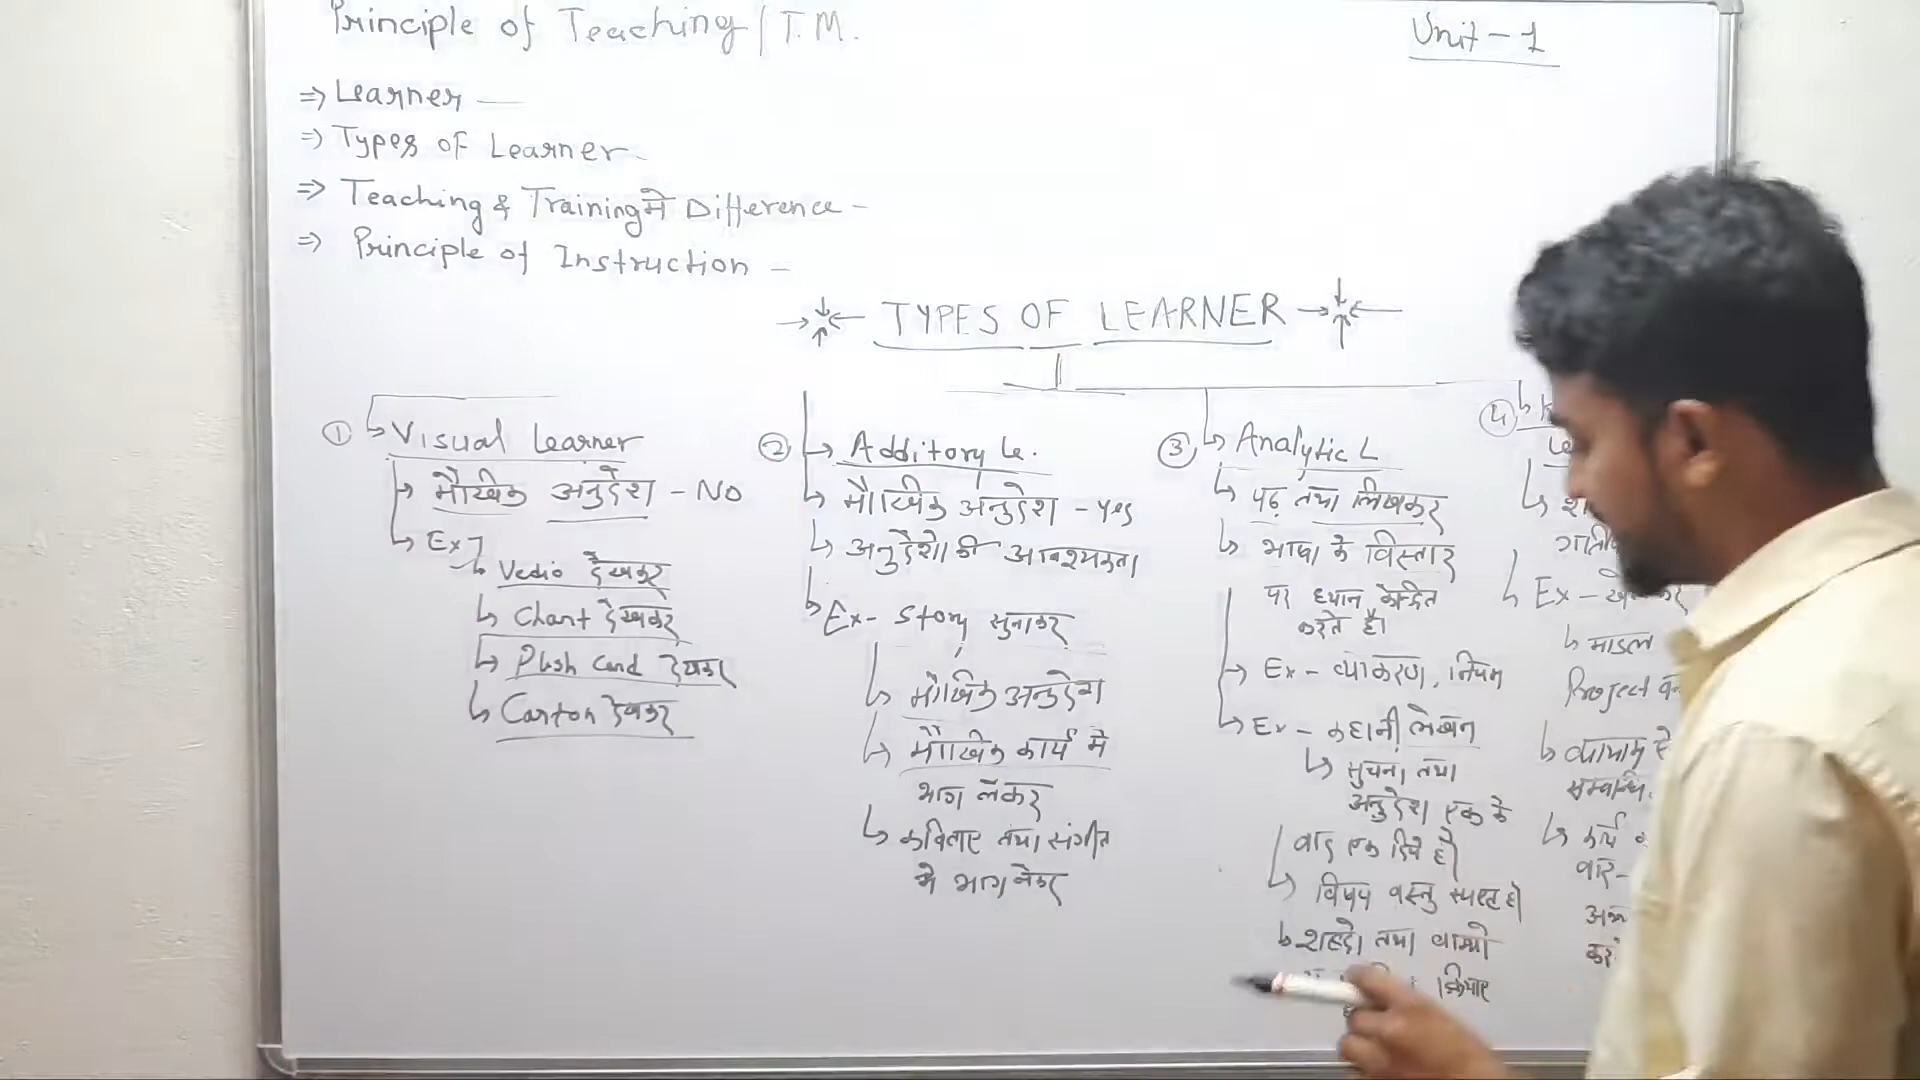 Principle of Teaching / T.M.
Unit - 1
⇒ Learner —
⇒ Types of Learner -
⇒ Teaching & Training मे Difference -
⇒ Principle of Instruction -
TYPES OF LEARNER
① Visual Learner
मौखिक अनुदेश - No
Ex
Vedio देखकर
Chart देखकर
Plash Card देखकर
Carton देखकर
② Additory Le.
मौखिक अनुदेश - yes
अनुदेशो की आवश्यकता
Ex - Story सुनाकर
मौखिक अनुदेश
मौखिक कार्य मे
भाग लेकर
कविताए तथा संगीत
मे भाग लेकर
③ Analytic L
पढ़ तथा लिखकर
भाषा के विस्तार
पर ध्यान केन्द्रित
करते है।
Ex - व्याकरण, नियम
Ex - कहानी लेखन
सुचना तथा
अनुदेश एक के
वाद एक दिये हो
विषय वस्तु स्पस्ट हो
शब्दो तथा वाक्यो
क्रियाए
④
Ex -
माडल
Project
व्यायाम से
कार्य